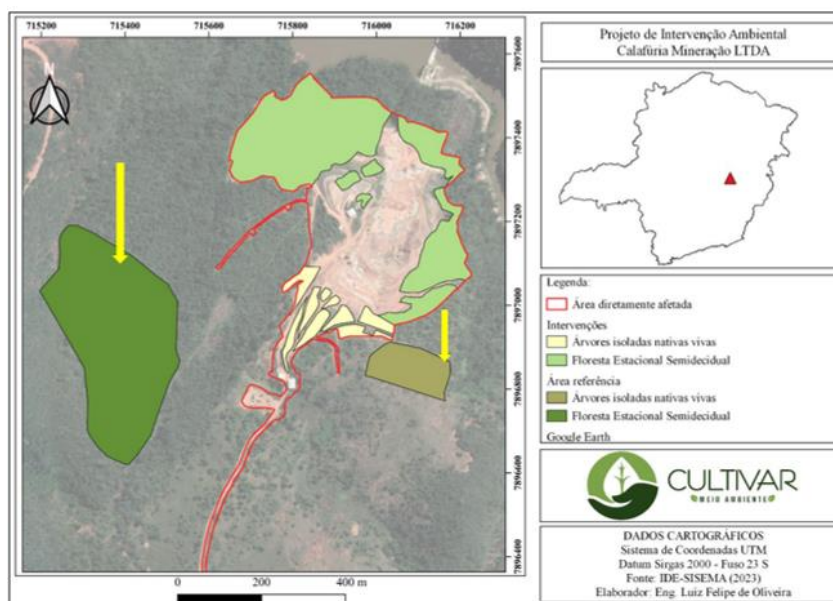 715200 715400 715600 715800 716000 716200
7897600
7897400
7897200
7897000
7896800
7896600
7896400
N
0 200 400 m
Projeto de Intervenção Ambiental
Calafúria Mineração LTDA
Legenda:
Área diretamente afetada
Intervenções
Árvores isoladas nativas vivas
Floresta Estacional Semidecidual
Área referência
Árvores isoladas nativas vivas
Floresta Estacional Semidecidual
Google Earth
CULTIVAR
MEIO AMBIENTE
DADOS CARTOGRÁFICOS
Sistema de Coordenadas UTM
Datum Sirgas 2000 - Fuso 23 S
Fonte: IDE-SISEMA (2023)
Elaborador: Eng. Luiz Felipe de Oliveira